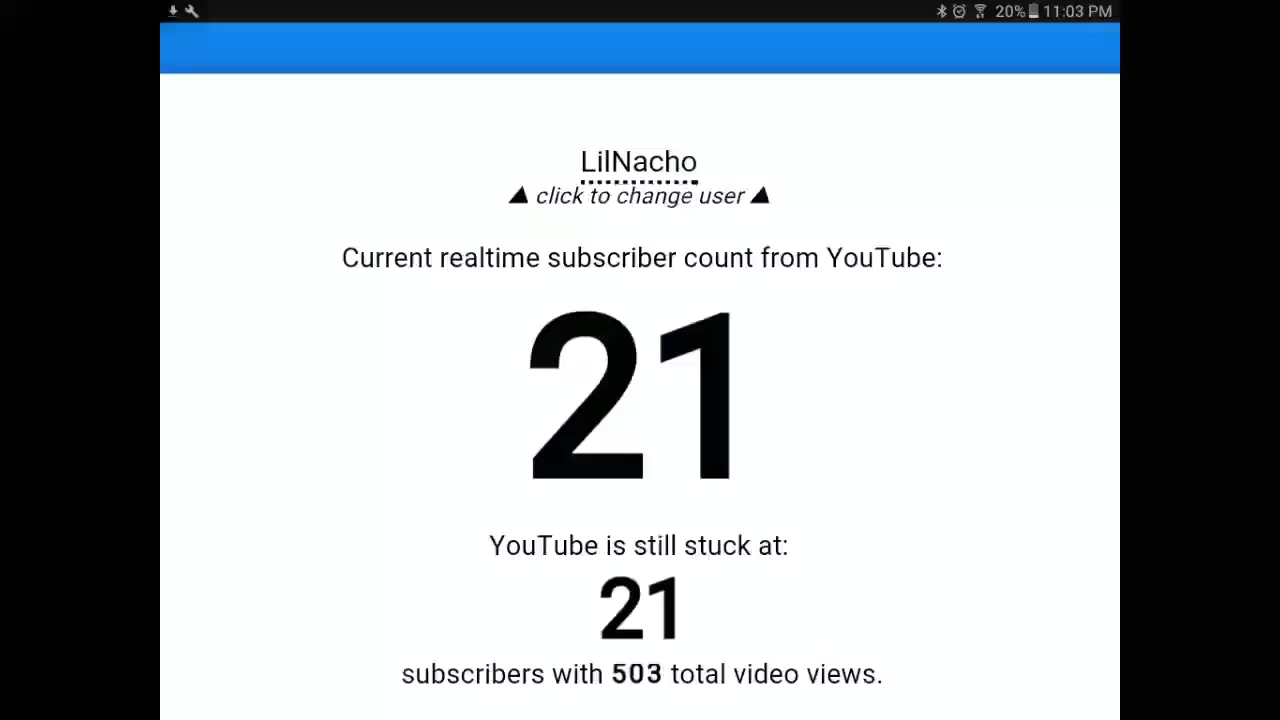 20% 11:03 PM
LilNacho
▲ click to change user ▲
Current realtime subscriber count from YouTube:
21
YouTube is still stuck at:
21
subscribers with 503 total video views.